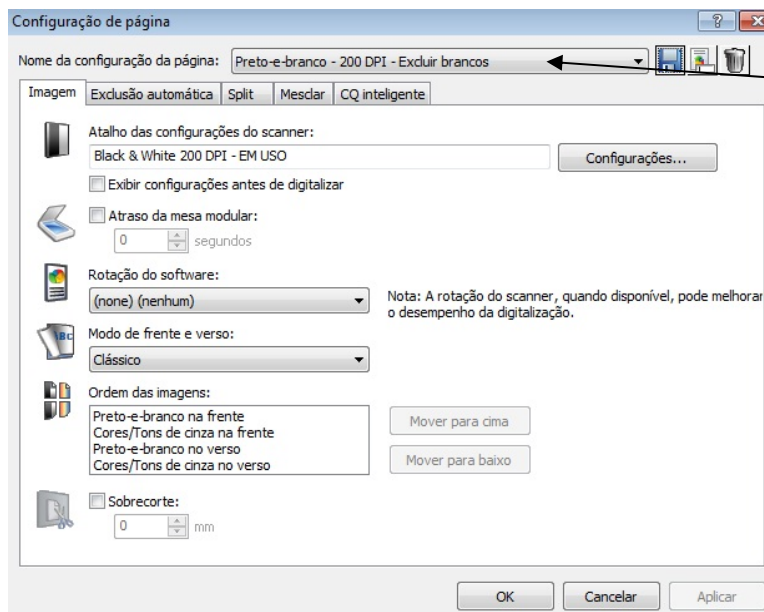 Configuração de página
Nome da configuração da página: Preto-e-branco - 200 DPI - Excluir brancos
Imagem Exclusão automática Split Mesclar CQ inteligente
Atalho das configurações do scanner:
Black & White 200 DPI - EM USO Configurações...
Exibir configurações antes de digitalizar
Atraso da mesa modular:
0 segundos
Rotação do software:
(none) (nenhum)
Nota: A rotação do scanner, quando disponível, pode melhorar
o desempenho da digitalização.
Modo de frente e verso:
Clássico
Ordem das imagens:
Preto-e-branco na frente
Cores/Tons de cinza na frente
Preto-e-branco no verso
Cores/Tons de cinza no verso
Mover para cima
Mover para baixo
Sobrecorte:
0 mm
OK Cancelar Aplicar